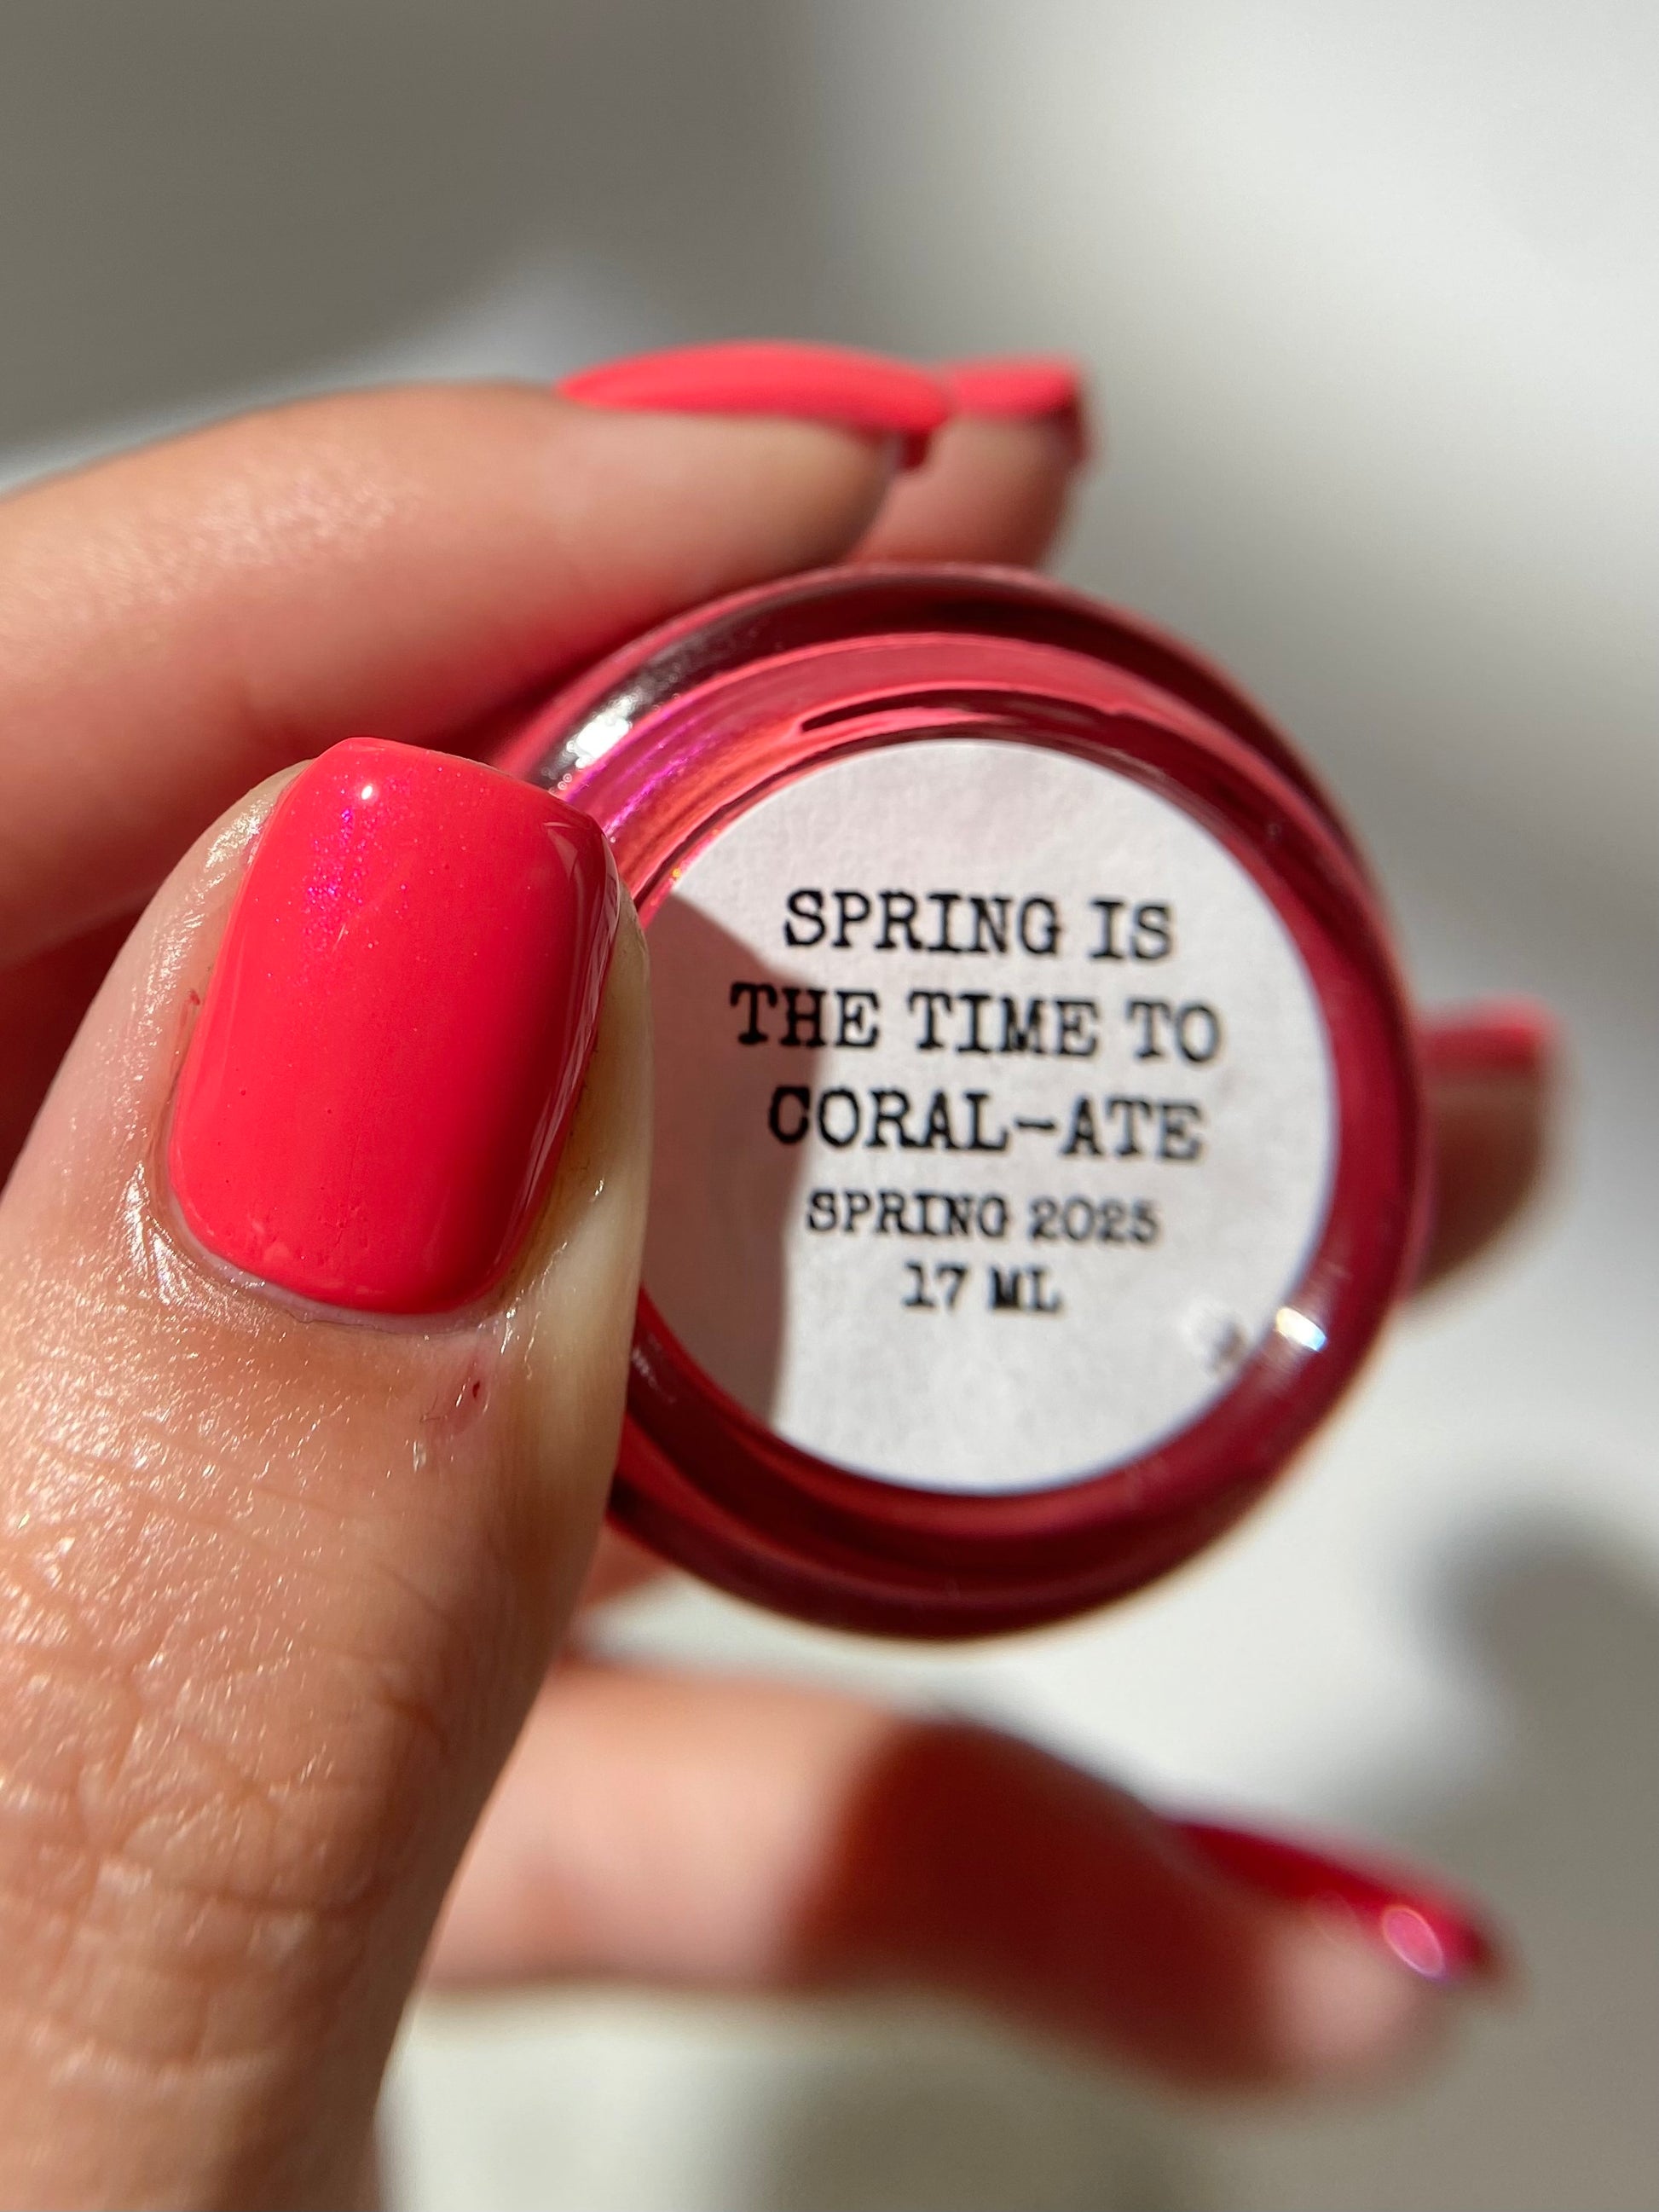 SPRING IS
THE TIME TO
CORAL-ATE
SPRING 2025
17 ML